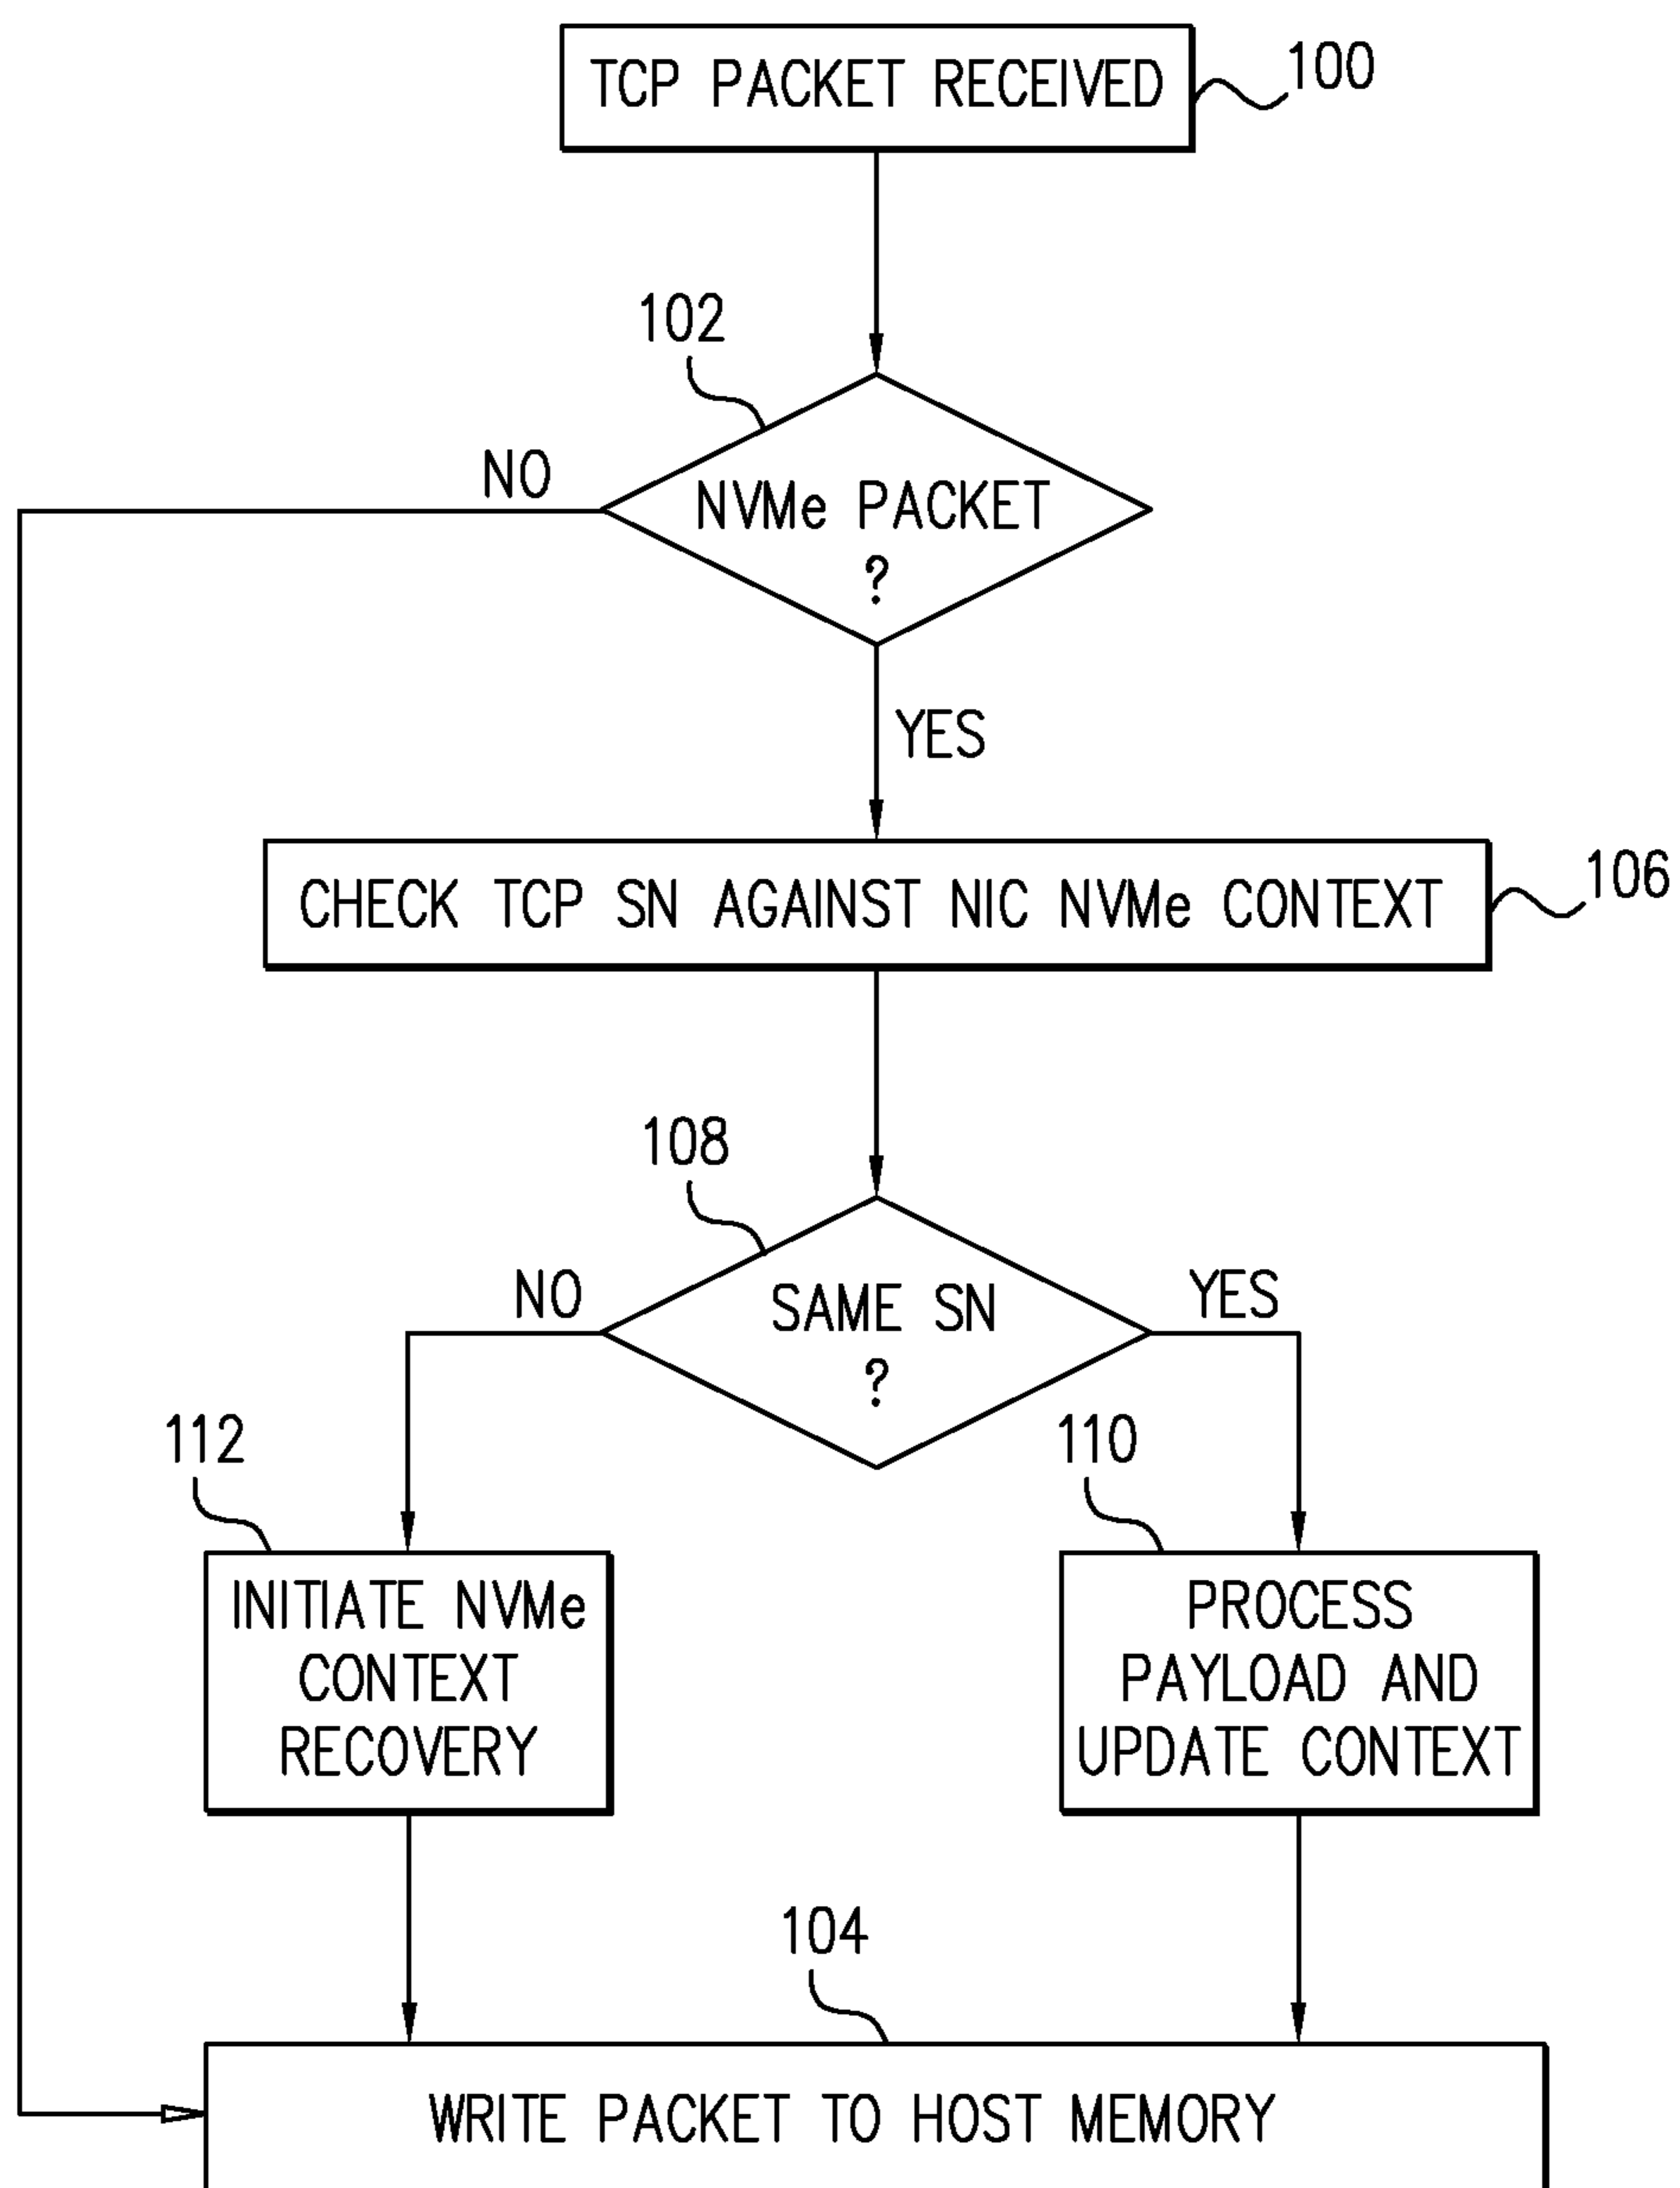 TCP PACKET RECEIVED
100
102
NO
NVMe PACKET
?
YES
CHECK TCP SN AGAINST NIC NVMe CONTEXT
106
108
NO
SAME SN
?
YES
112
110
INITIATE NVMe
CONTEXT
RECOVERY
PROCESS
PAYLOAD AND
UPDATE CONTEXT
104
WRITE PACKET TO HOST MEMORY